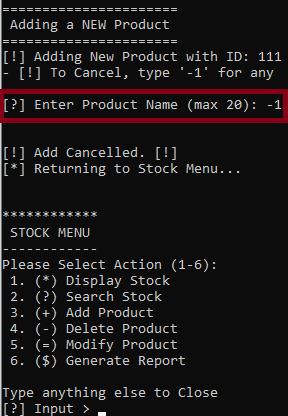 ======================
Adding a NEW Product
======================
[!] Adding New Product with ID: 111
- [!] To Cancel, type '-1' for any
[?] Enter Product Name (max 20): -1
[!] Add Cancelled. [!]
[*] Returning to Stock Menu...
************
STOCK MENU
------------
Please Select Action (1-6):
1. (*) Display Stock
2. (?) Search Stock
3. (+) Add Product
4. (-) Delete Product
5. (=) Modify Product
6. ($) Generate Report
Type anything else to Close
[?] Input >